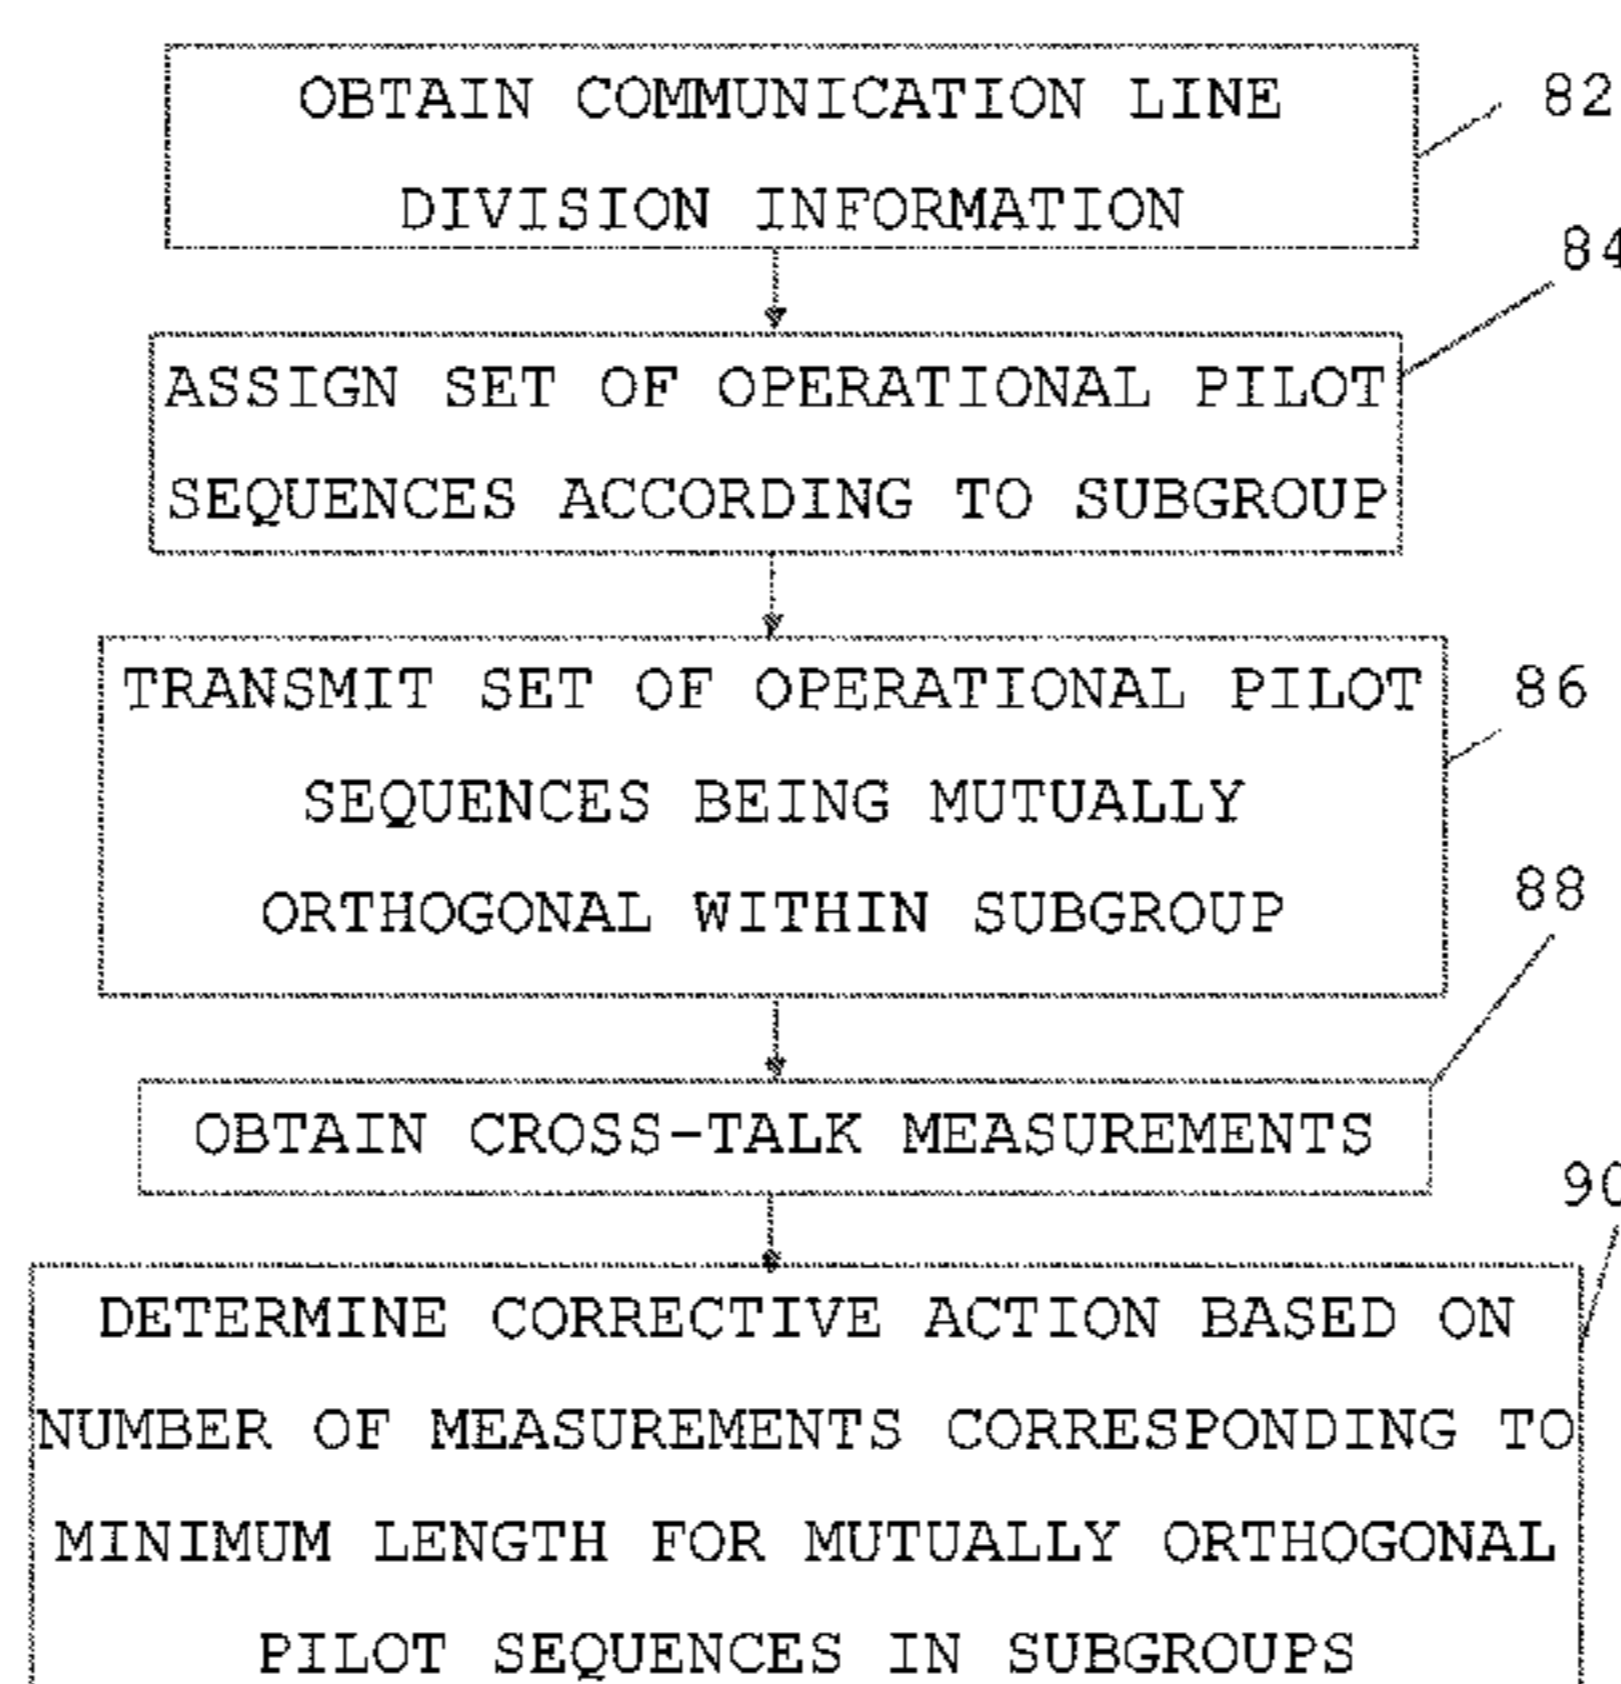 OBTAIN COMMUNICATION LINE
DIVISION INFORMATION
82
84
ASSIGN SET OF OPERATIONAL PILOT
SEQUENCES ACCORDING TO SUBGROUP
TRANSMIT SET OF OPERATIONAL PILOT
SEQUENCES BEING MUTUALLY
ORTHOGONAL WITHIN SUBGROUP
86
88
OBTAIN CROSS-TALK MEASUREMENTS
90
DETERMINE CORRECTIVE ACTION BASED ON
NUMBER OF MEASUREMENTS CORRESPONDING TO
MINIMUM LENGTH FOR MUTUALLY ORTHOGONAL
PILOT SEQUENCES IN SUBGROUPS